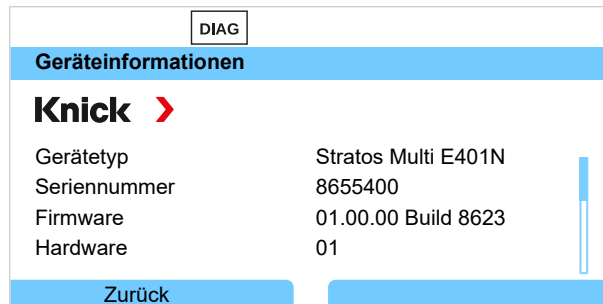 DIAG
Geräteinformationen
Knick
Gerätetyp Stratos Multi E401N
Seriennummer 8655400
Firmware 01.00.00 Build 8623
Hardware 01
Zurück